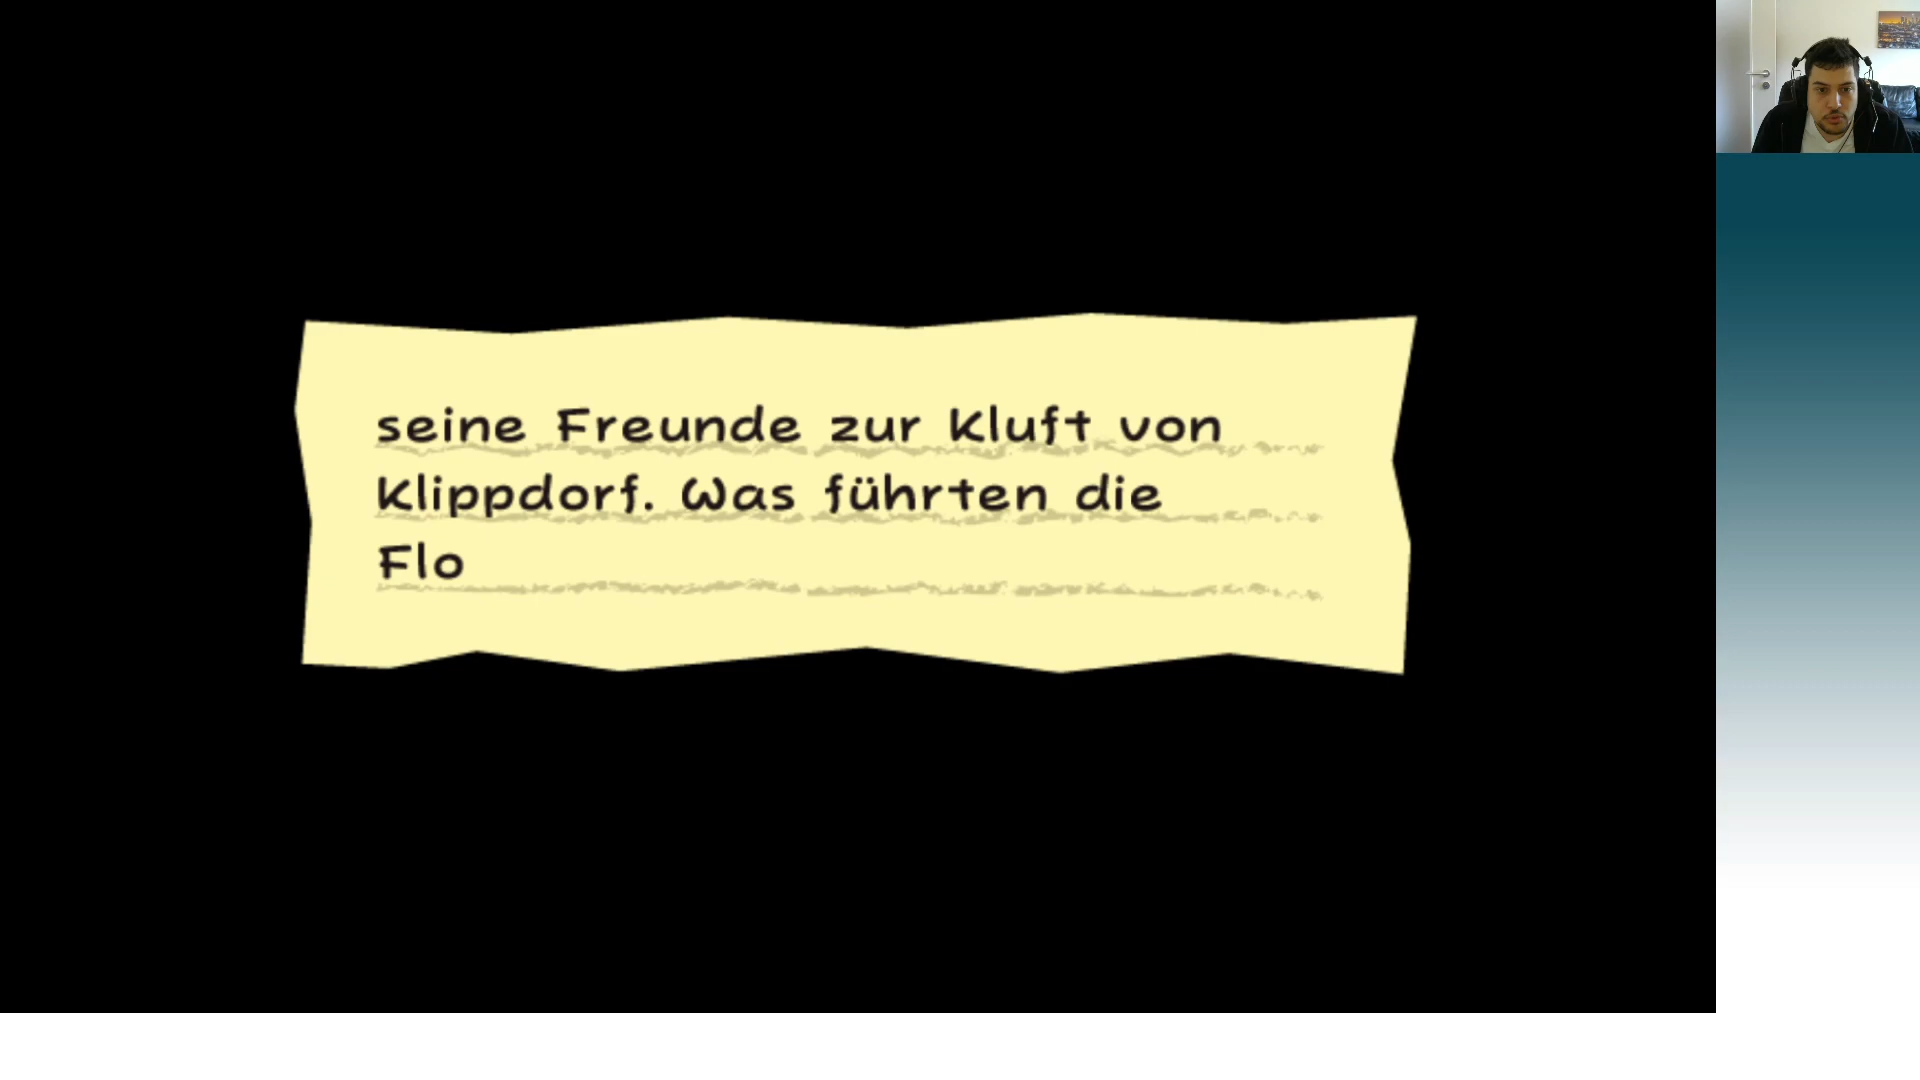 seine Freunde zur Kluft von
Klippdorf. Was führten die
Flo